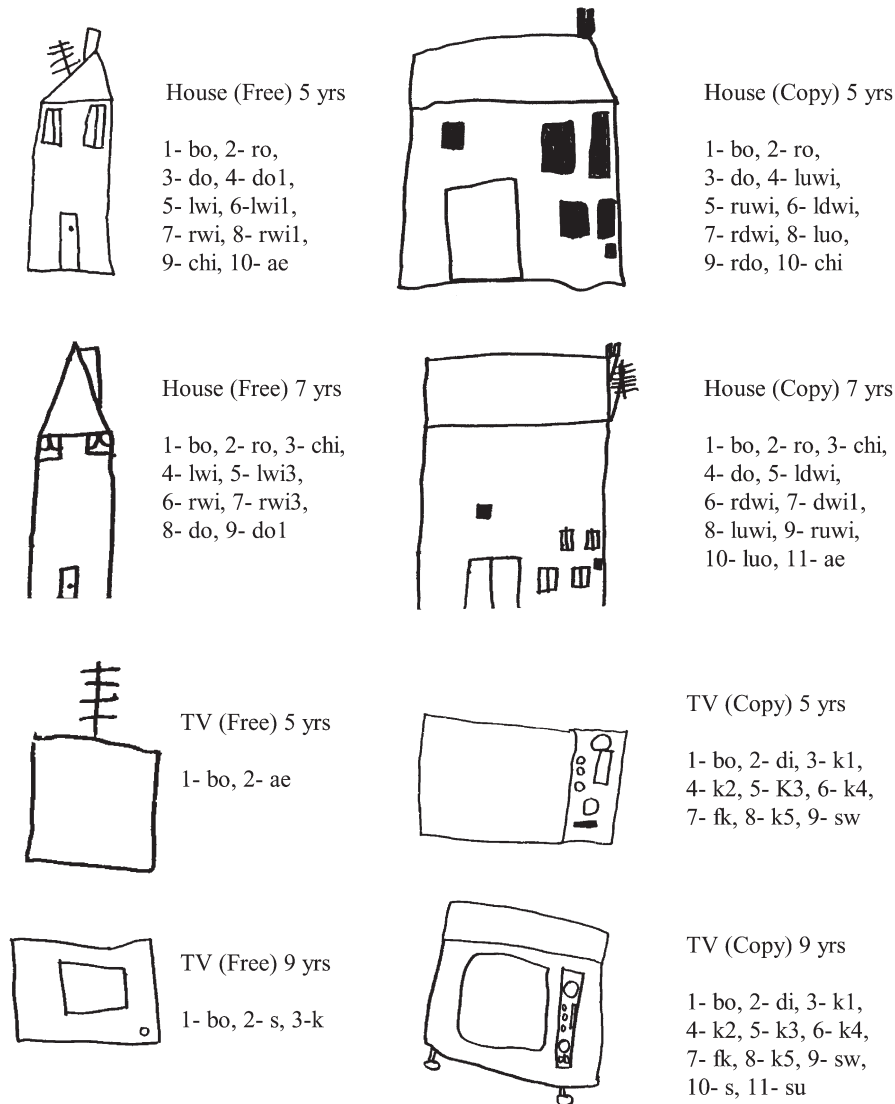 House (Free) 5 yrs
1- bo, 2- ro,
3- do, 4- do1,
5- lwi, 6-lwi1,
7- rwi, 8- rwi1,
9- chi, 10- ae
House (Copy) 5 yrs
1- bo, 2- ro,
3- do, 4- luwi,
5- ruwi, 6- ldwi,
7- rdwi, 8- luo,
9- rdo, 10- chi
House (Free) 7 yrs
1- bo, 2- ro, 3- chi,
4- lwi, 5- lwi3,
6- rwi, 7- rwi3,
8- do, 9- do1
House (Copy) 7 yrs
1- bo, 2- ro, 3- chi,
4- do, 5- ldwi,
6- rdwi, 7- dwi1,
8- luwi, 9- ruwi,
10- luo, 11- ae
TV (Free) 5 yrs
1- bo, 2- ae
TV (Copy) 5 yrs
1- bo, 2- di, 3- k1,
4- k2, 5- K3, 6- k4,
7- fk, 8- k5, 9- sw
TV (Free) 9 yrs
1- bo, 2- s, 3-k
TV (Copy) 9 yrs
1- bo, 2- di, 3- k1,
4- k2, 5- k3, 6- k4,
7- fk, 8- k5, 9- sw,
10- s, 11- su